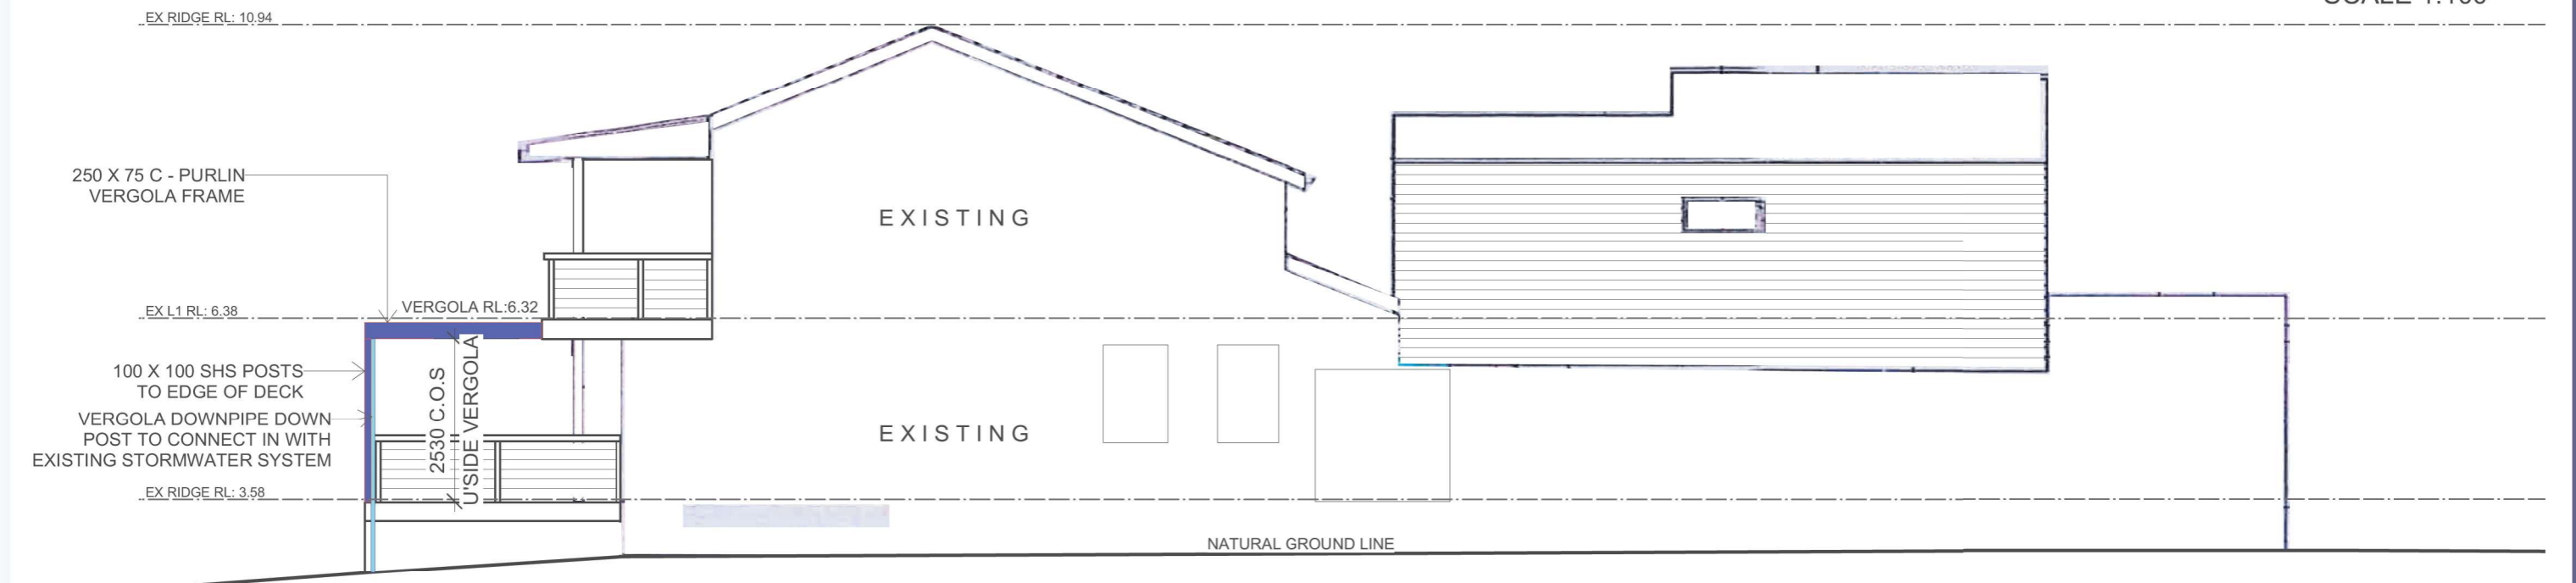 EX RIDGE RL: 10.94
250 X 75 C - PURLIN
VERGOLA FRAME
EXISTING
EX L1 RL: 6.38
VERGOLA RL:6.32
100 X 100 SHS POSTS
TO EDGE OF DECK
VERGOLA DOWNPIPE DOWN
POST TO CONNECT IN WITH
EXISTING STORMWATER SYSTEM
2530 C.O.S
U'SIDE VERGOLA
EXISTING
EX RIDGE RL: 3.58
NATURAL GROUND LINE